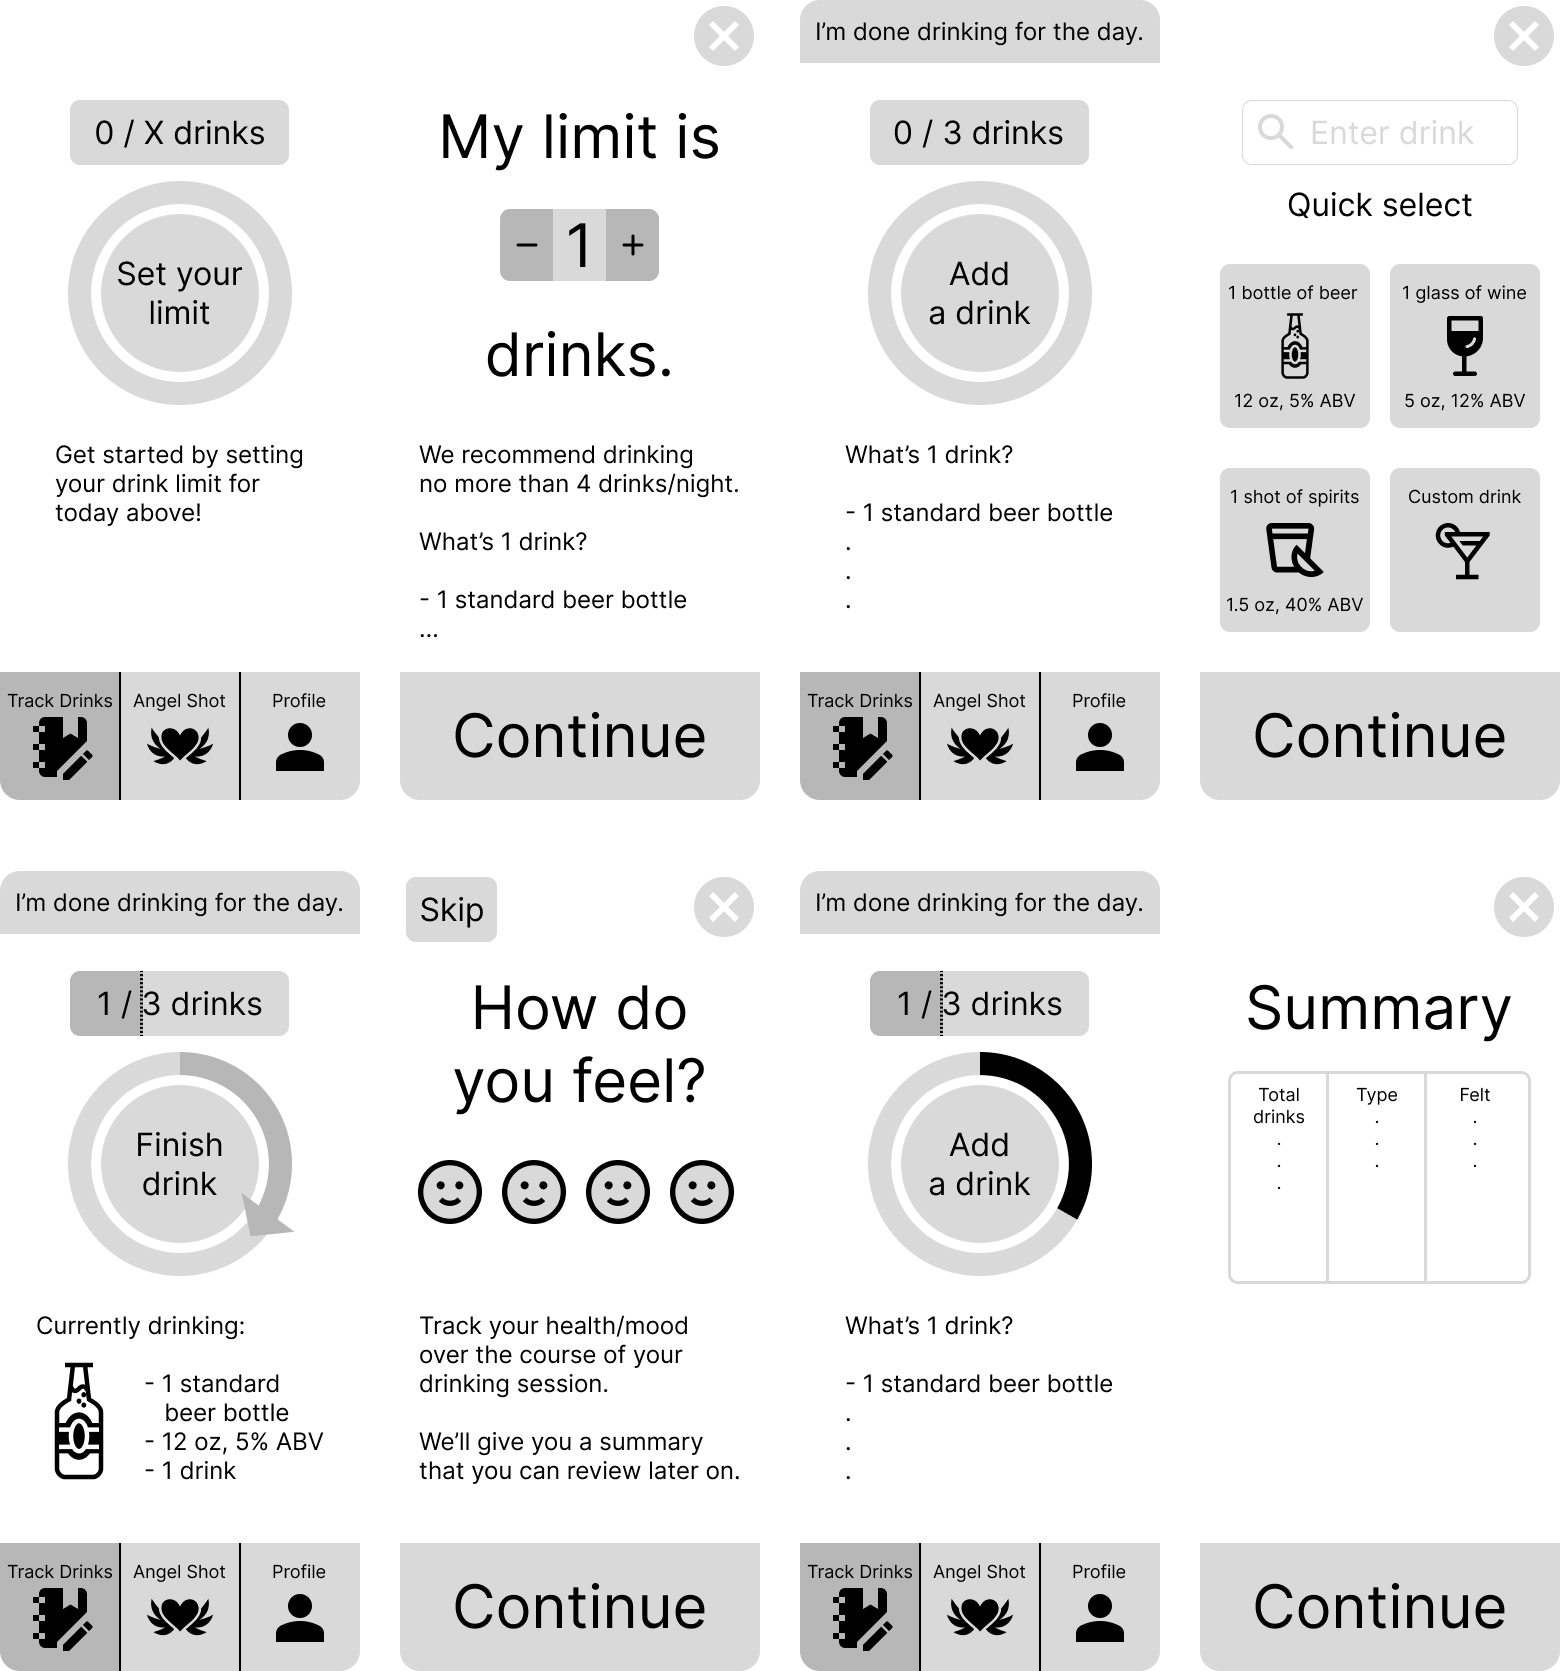 0 / X drinks
Set your
limit
Get started by setting
your drink limit for
today above!
Track Drinks
Angel Shot
Profile
My limit is
− 1 +
drinks.
We recommend drinking
no more than 4 drinks/night.
What’s 1 drink?
- 1 standard beer bottle
...
Continue
I’m done drinking for the day.
0 / 3 drinks
Add
a drink
What’s 1 drink?
- 1 standard beer bottle
.
.
.
Track Drinks
Angel Shot
Profile
Enter drink
Quick select
1 bottle of beer
12 oz, 5% ABV
1 glass of wine
5 oz, 12% ABV
1 shot of spirits
1.5 oz, 40% ABV
Custom drink
Continue
I’m done drinking for the day.
1 / 3 drinks
Finish
drink
Currently drinking:
- 1 standard
beer bottle
- 12 oz, 5% ABV
- 1 drink
Track Drinks
Angel Shot
Profile
Skip
How do
you feel?
Track your health/mood
over the course of your
drinking session.
We’ll give you a summary
that you can review later on.
Continue
I’m done drinking for the day.
1 / 3 drinks
Add
a drink
What’s 1 drink?
- 1 standard beer bottle
.
.
.
Track Drinks
Angel Shot
Profile
Summary
Total
drinks
.
.
.
Type
.
.
.
Felt
.
.
.
Continue